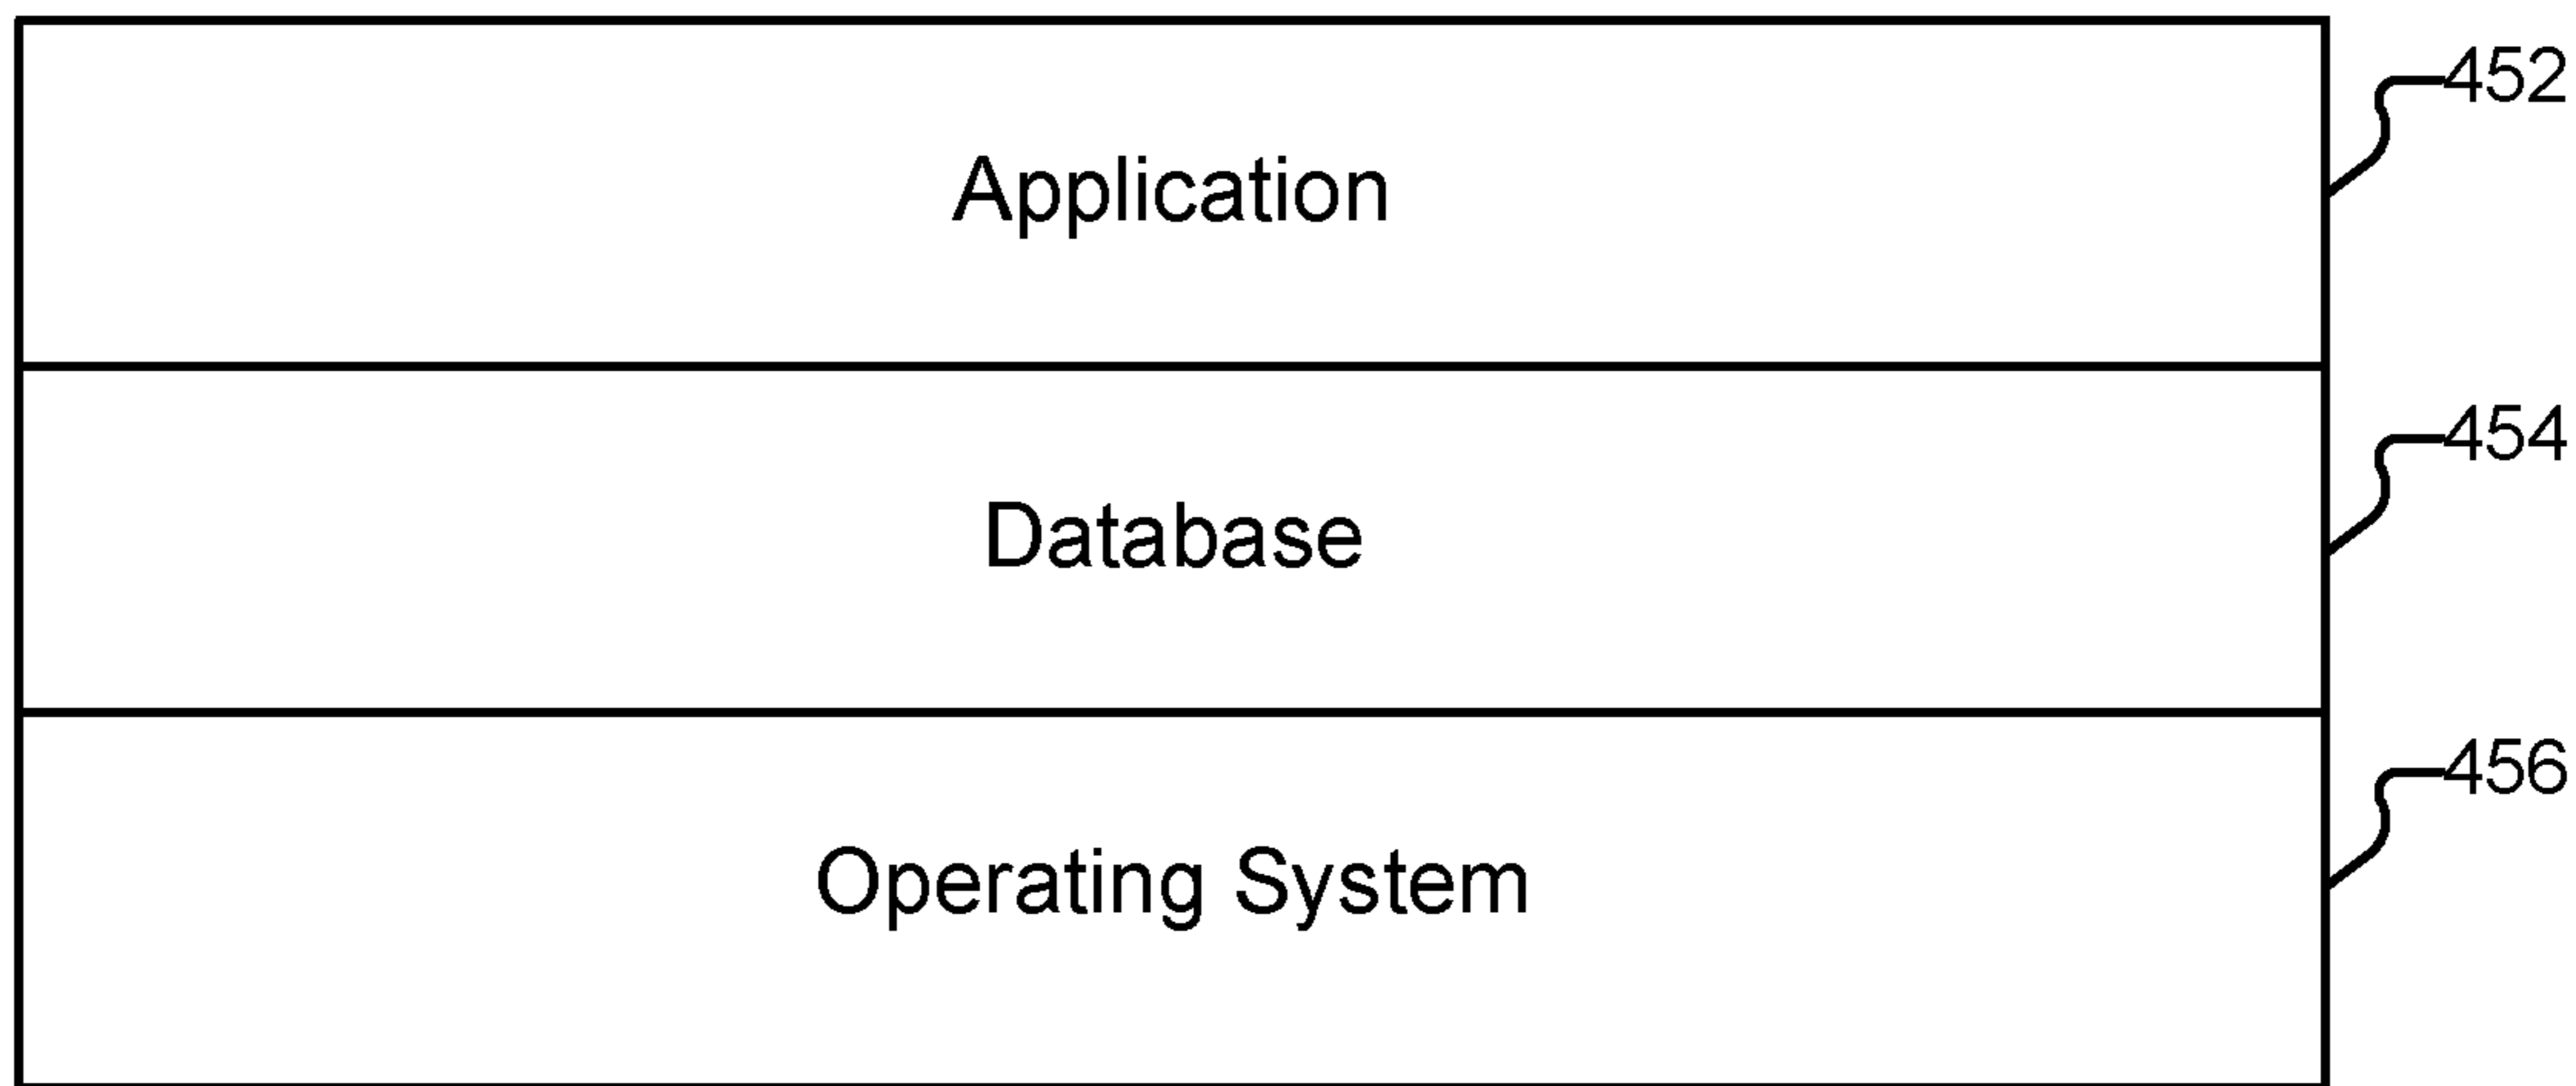 452
Application
454
Database
456
Operating System